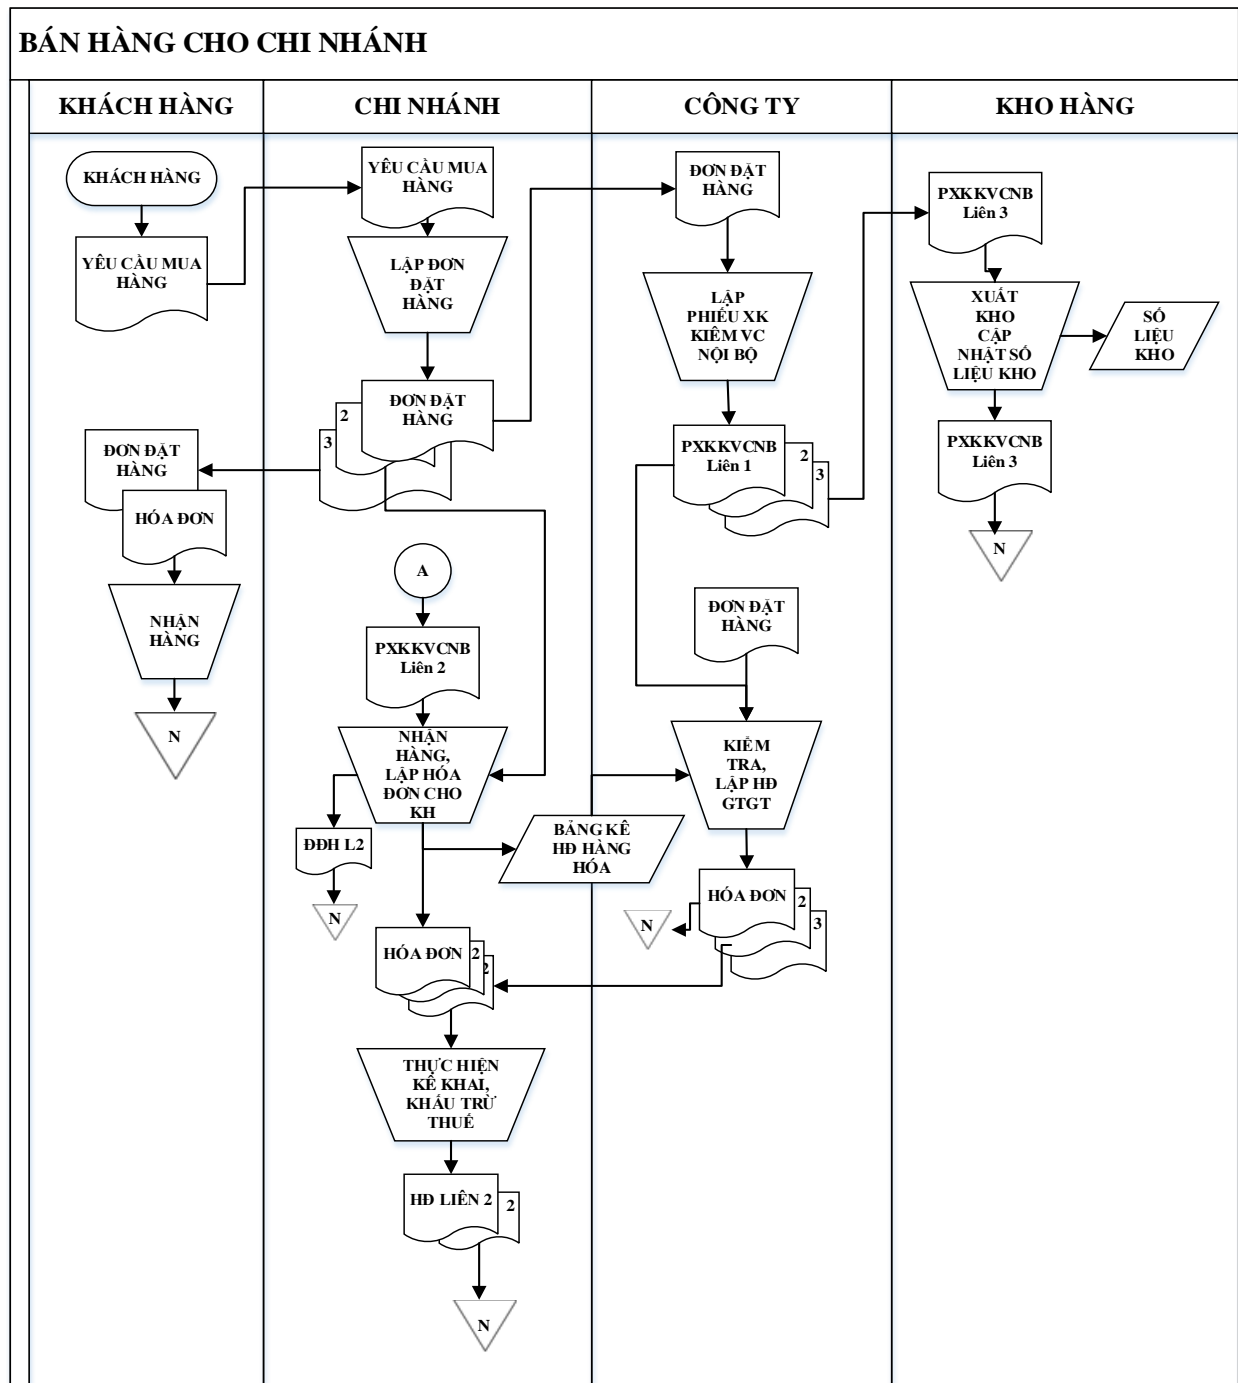 BÁN HÀNG CHO CHI NHÁNH
KHÁCH HÀNG
CHI NHÁNH
CÔNG TY
KHO HÀNG
KHÁCH HÀNG
YÊU CẦU MUA
HÀNG
YÊU CẦU MUA
HÀNG
LẬP ĐƠN
ĐẶT
HÀNG
ĐƠN ĐẶT
HÀNG
2
3
ĐƠN ĐẶT
HÀNG
HÓA ĐƠN
NHẬN
HÀNG
N
A
PXKKVCNB
Liên 2
NHẬN
HÀNG,
LẬP HÓA
ĐƠN CHO
KH
ĐĐH L2
N
BẢNG KÊ
HĐ HÀNG
HÓA
HÓA ĐƠN
2
2
THỰC HIỆN
KÊ KHAI,
KHẤU TRỪ
THUẾ
HĐ LIÊN 2
2
N
ĐƠN ĐẶT
HÀNG
LẬP
PHIẾU XK
KIÊM VC
NỘI BỘ
PXKKVCNB
Liên 1
2
3
ĐƠN ĐẶT
HÀNG
KIỂM
TRA,
LẬP HĐ
GTGT
HÓA ĐƠN
2
3
N
PXKKVCNB
Liên 3
XUẤT
KHO
CẬP
NHẬT SỐ
LIỆU KHO
SỐ
LIỆU
KHO
PXKKVCNB
Liên 3
N